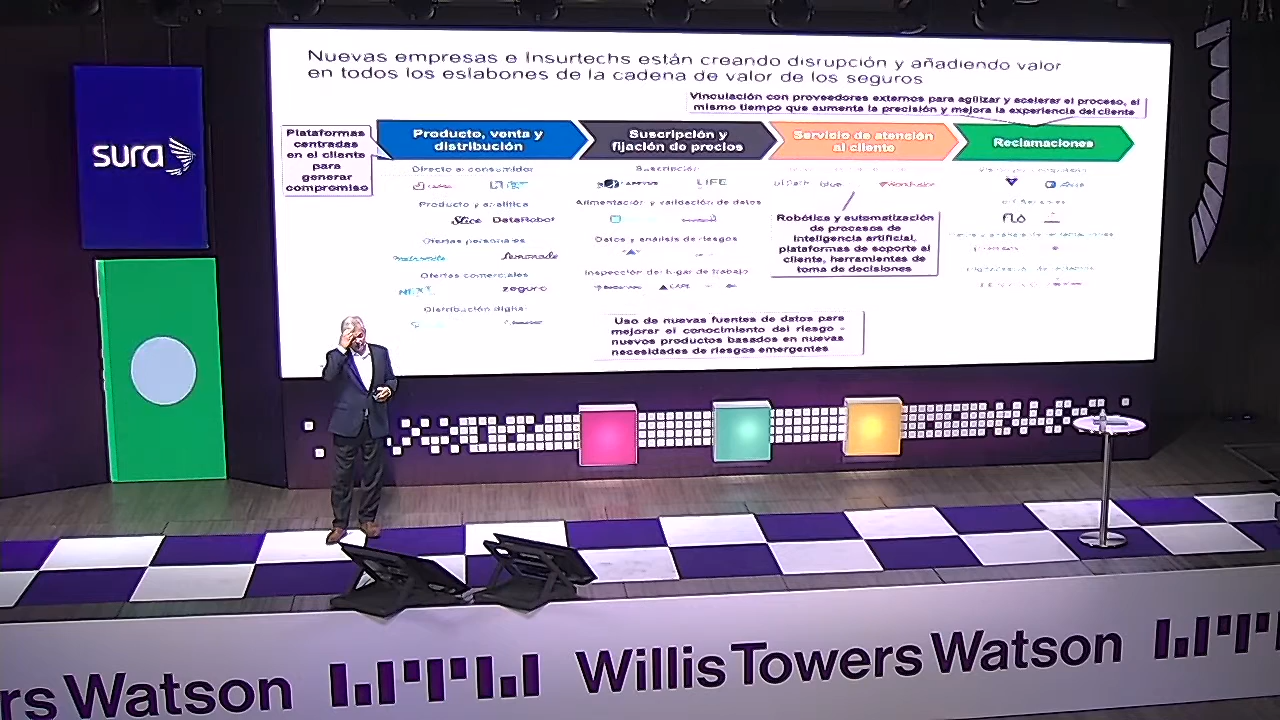 Nuevas empresas e Insurtechs están creando disrupción y añadiendo valor
en todos los eslabones de la cadena de valor de los seguros
Vinculación con proveedores externos para agilizar y acelerar el proceso, al
mismo tiempo que aumenta la precisión y mejora la experiencia del cliente
Plataformas
centradas
en el cliente
para
generar
compromiso
Producto, venta y
distribución
Suscripción y
fijación de precios
Servicio de atención
al cliente
Reclamaciones
Directo al consumidor
Producto y analítica
Slice DataRobot
Ofertas personales
Lemonade
Ofertas comerciales
NEXT zeguro
Distribución digital
Suscripción
LIFE
Alimentación y validación de datos
Datos y análisis de riesgos
Inspección del lugar de trabajo
Robótica y automatización
de procesos de
inteligencia artificial,
plataformas de soporte al
cliente, herramientas de
toma de decisiones
Uso de nuevas fuentes de datos para
mejorar el conocimiento del riesgo -
nuevos productos basados en nuevas
necesidades de riesgos emergentes
sura
rs Watson
Willis Towers Watson